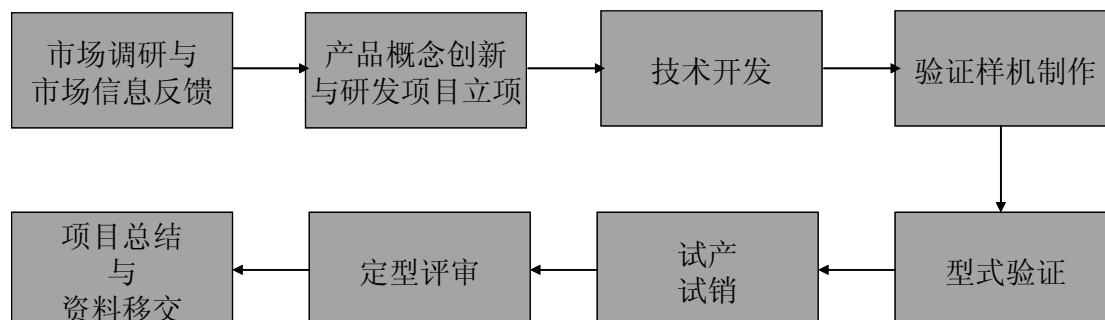 市场调研与
市场信息反馈
产品概念创新
与研发项目立项
技术开发
验证样机制作
型式验证
试产
试销
定型评审
项目总结
与
资料移交